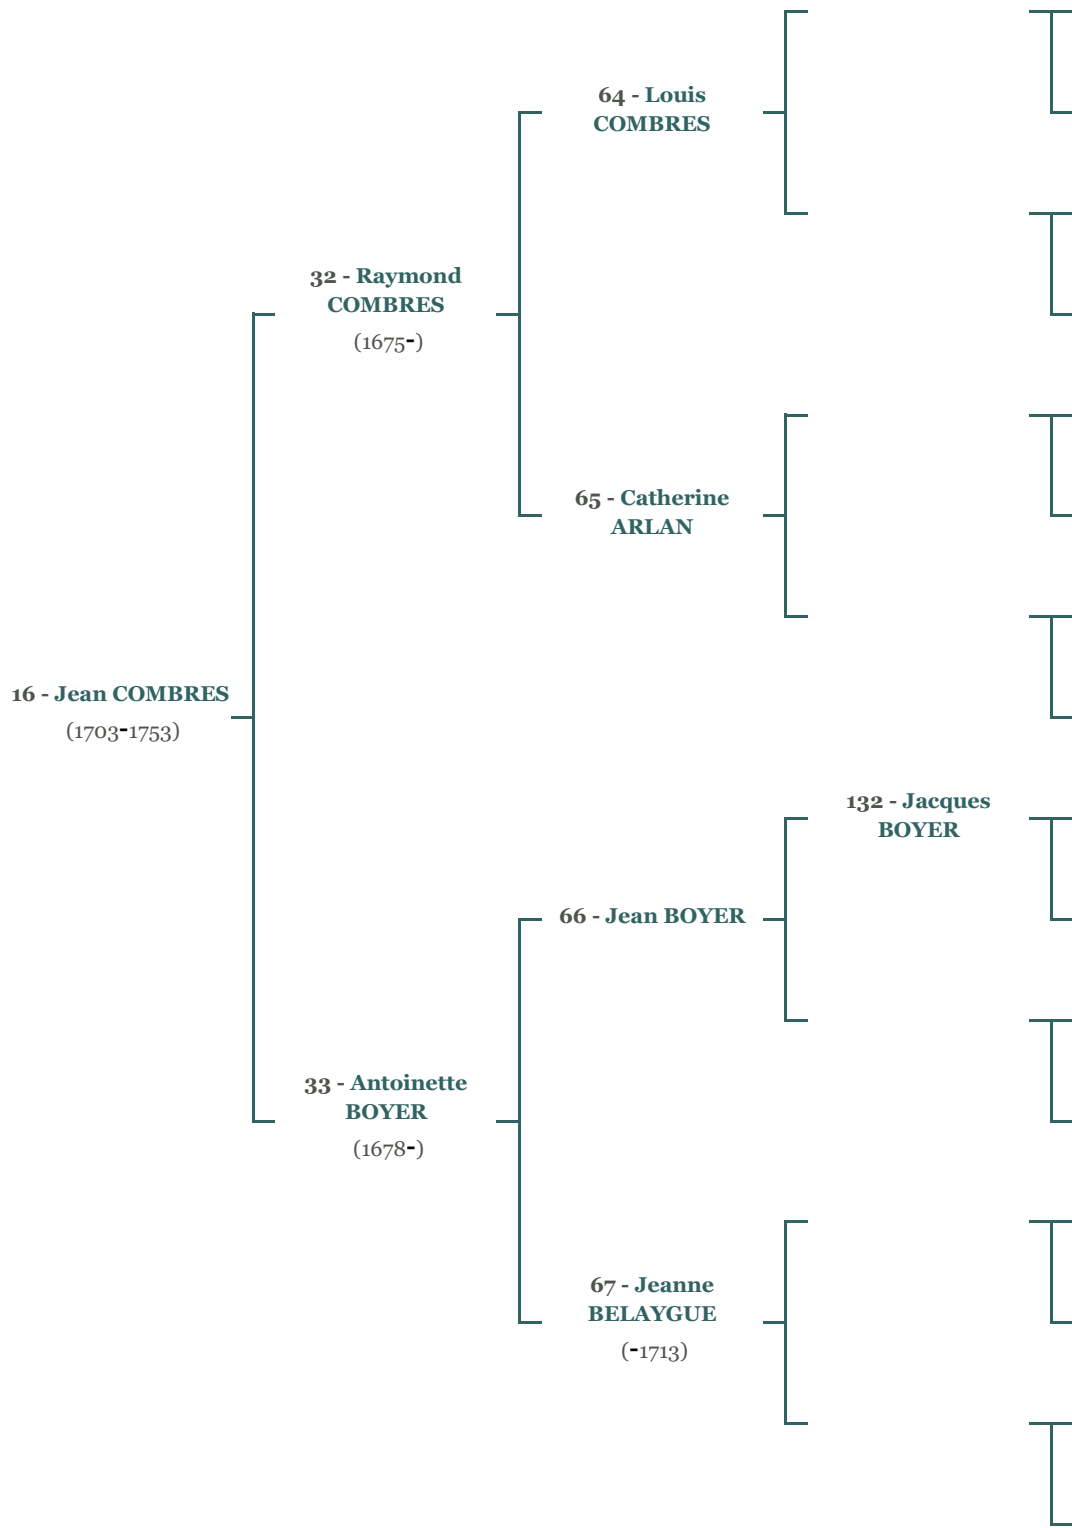 64 - Louis
COMBRES
32 - Raymond
COMBRES
(1675-)
65 - Catherine
ARLAN
16 - Jean COMBRES
(1703-1753)
132 - Jacques
BOYER
66 - Jean BOYER
33 - Antoinette
BOYER
(1678-)
67 - Jeanne
BELAYGUE
(-1713)